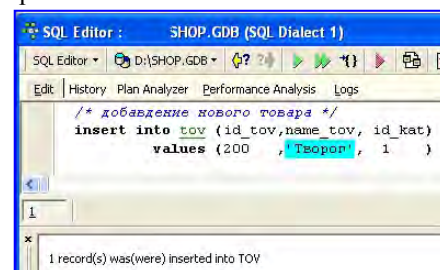 SQL Editor : SHOP.GDB (SQL Dialect 1)
SQL Editor D:\SHOP.GDB
Edit History Plan Analyzer Performance Analysis Logs
/* добавдение нового товара */
insert into tov (id_tov,name_tov, id_kat)
values (200 ,'Творог', 1 )
1
1 record(s) was(were) inserted into TOV